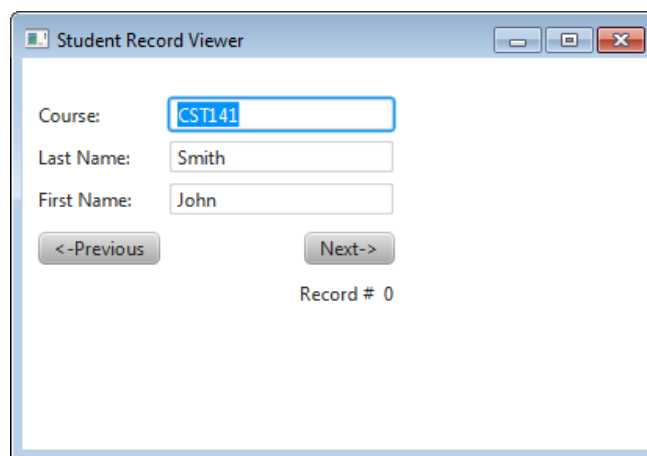 Student Record Viewer
Course: CST141
Last Name: Smith
First Name: John
<-Previous Next->
Record # 0